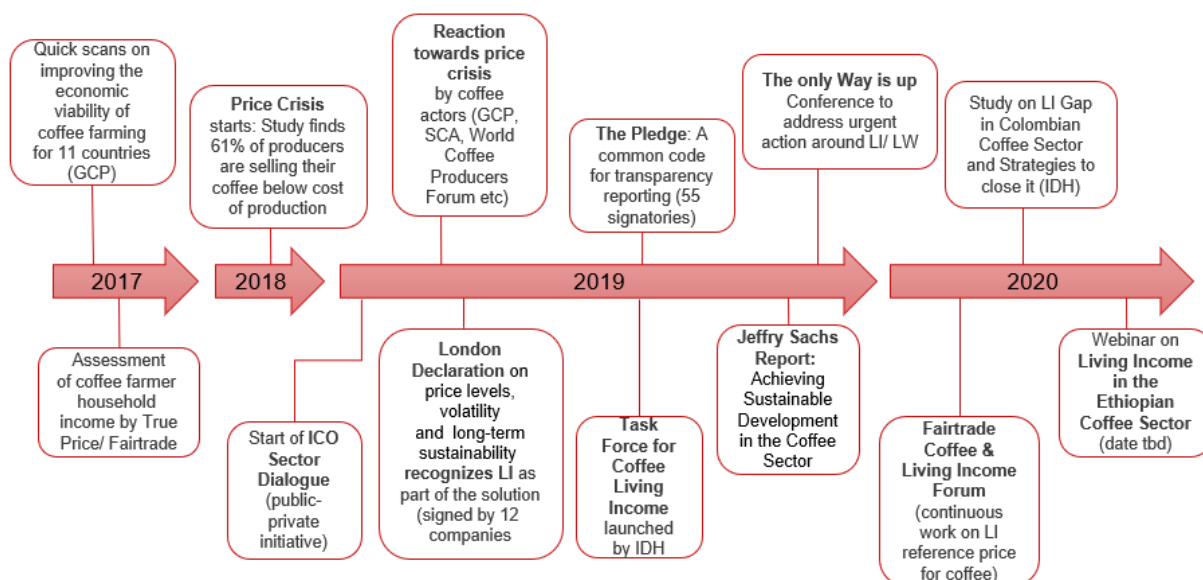 Quick scans on
improving the
economic
viability of
coffee farming
for 11 countries
(GCP)
Price Crisis
starts: Study finds
61% of producers
are selling their
coffee below cost
of production
Reaction
towards price
crisis
by coffee
actors (GCP,
SCA, World
Coffee
Producers
Forum etc)
The Pledge: A
common code
for transparency
reporting (55
signatories)
The only Way is up
Conference to
address urgent
action around LI/ LW
Study on LI Gap
in Colombian
Coffee Sector
and Strategies to
close it (IDH)
2017
2018
2019
2020
Assessment
of coffee farmer
household
income by True
Price/ Fairtrade
Start of ICO
Sector
Dialogue
(public-
private
initiative)
London
Declaration on
price levels,
volatility
and long-term
sustainability
recognizes LI as
part of the solution
(signed by 12
companies
Task
Force for
Coffee
Living
Income
launched
by IDH
Jeffry Sachs
Report:
Achieving
Sustainable
Development
in the Coffee
Sector
Fairtrade
Coffee &
Living Income
Forum
(continuous
work on LI
reference price
for coffee)
Webinar on
Living Income
in the
Ethiopian
Coffee Sector
(date tbd)